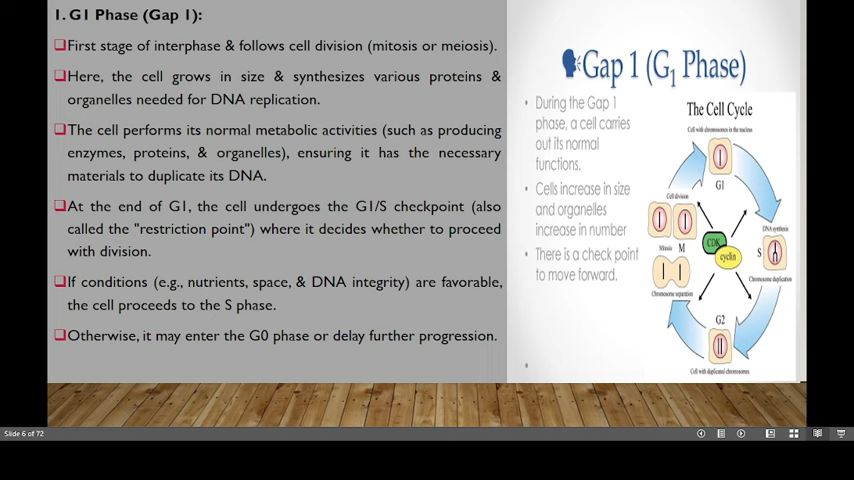 1. G1 Phase (Gap 1):
❑First stage of interphase & follows cell division (mitosis or meiosis).
❑Here, the cell grows in size & synthesizes various proteins &
organelles needed for DNA replication.
❑The cell performs its normal metabolic activities (such as producing
enzymes, proteins, & organelles), ensuring it has the necessary
materials to duplicate its DNA.
❑At the end of G1, the cell undergoes the G1/S checkpoint (also
called the "restriction point") where it decides whether to proceed
with division.
❑If conditions (e.g., nutrients, space, & DNA integrity) are favorable,
the cell proceeds to the S phase.
❑Otherwise, it may enter the G0 phase or delay further progression.
Gap 1 (G₁ Phase)
• During the Gap 1
phase, a cell carries
out its normal
functions.
• Cells increase in size
and organelles
increase in number
• There is a check point
to move forward.
•
The Cell Cycle
Cell with chromosomes in the nucleus
G1
Cell division
DNA synthesis
S
Chromosome duplication
Mitosis
M
CDK
cyclin
Chromosome separation
G2
Cell with duplicated chromosomes
Slide 6 of 72